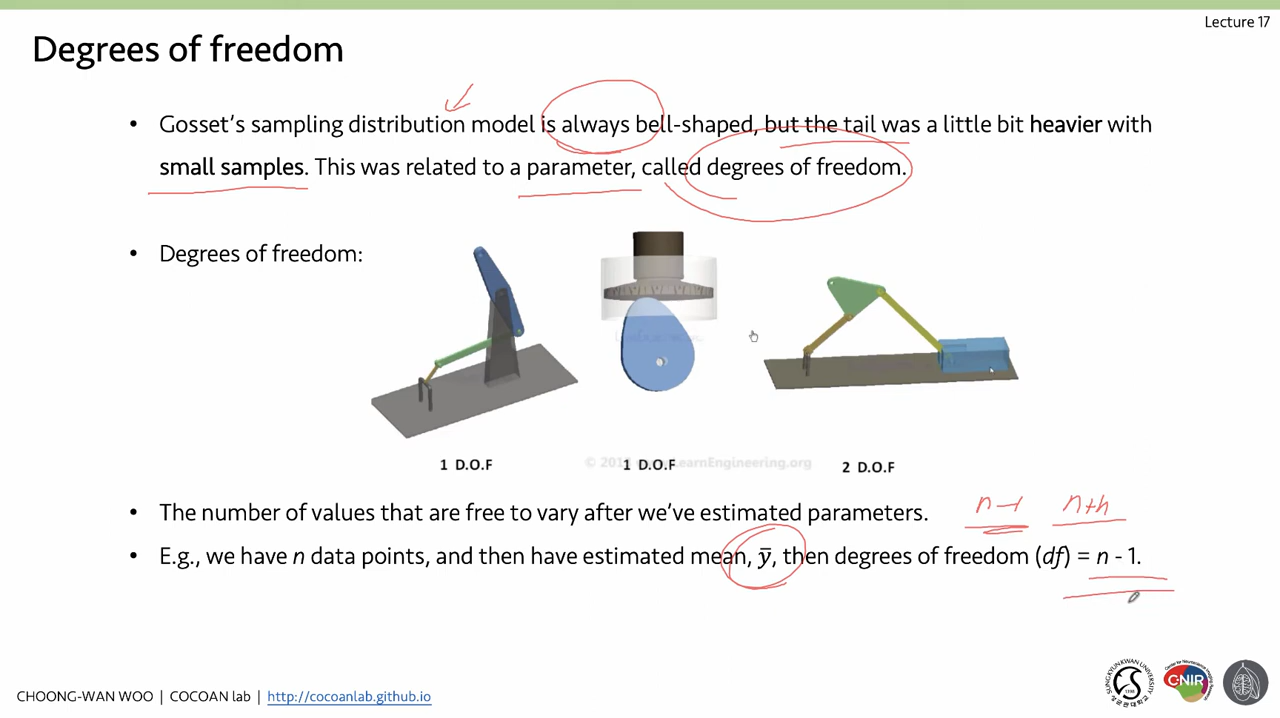 Lecture 17
Degrees of freedom
• Gosset's sampling distribution model is always bell-shaped, but the tail was a little bit heavier with
small samples. This was related to a parameter, called degrees of freedom.
• Degrees of freedom:
1 D.O.F
1 D.O.F
2 D.O.F
LearnEngineering.org
• The number of values that are free to vary after we've estimated parameters.
n-1
• E.g., we have n data points, and then have estimated mean, ȳ, then degrees of freedom (df) = n - 1.
CHOONG-WAN WOO | COCOAN lab | http://cocoanlab.github.io
CNIR